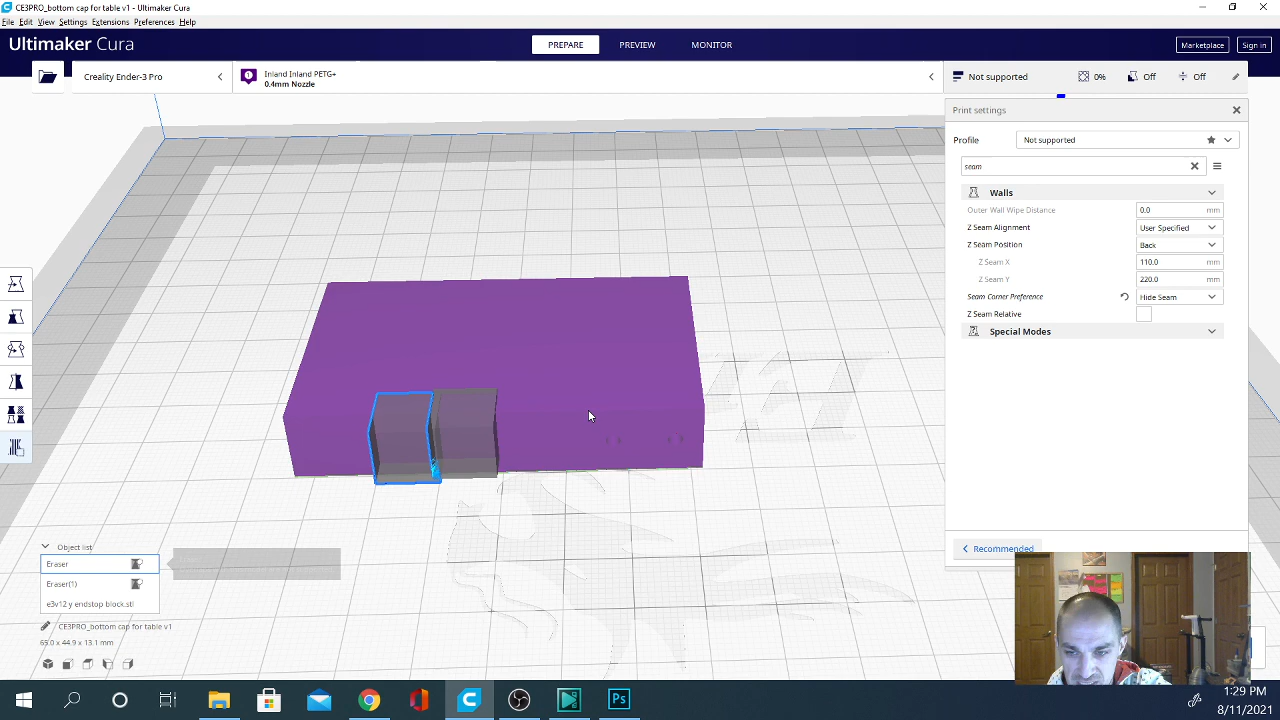 CE3PRO_bottom cap for table v1 - Ultimaker Cura
File Edit View Settings Extensions Preferences Help
Ultimaker Cura PREPARE PREVIEW MONITOR Marketplace Sign in
Creality Ender-3 Pro
1 Inland Inland PETG+
0.4mm Nozzle
Not supported 0% Off Off
Print settings
Profile Not supported
seam
Walls
Outer Wall Wipe Distance 0.0 mm
Z Seam Alignment User Specified
Z Seam Position Back
Z Seam X 110.0 mm
Z Seam Y 220.0 mm
Seam Corner Preference Hide Seam
Z Seam Relative
Special Modes
Recommended
Object list
Eraser
Eraser(1)
e3v12 y endstop block.stl
CE3PRO_bottom cap for table v1
65.0 x 44.9 x 13.1 mm
Ps
1:29 PM
8/11/2021